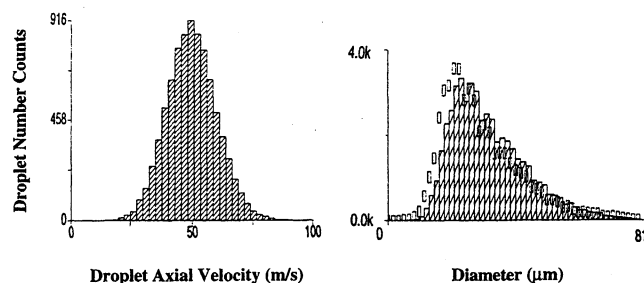 916
458
0
0
50
100
Droplet Number Counts
Droplet Axial Velocity (m/s)
4.0k
0.0k
0
Diameter (μm)